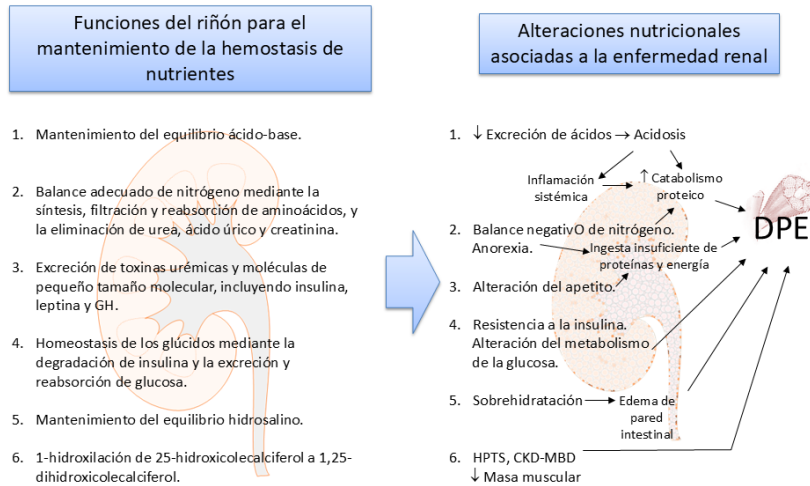 Funciones del riñón para el
mantenimiento de la hemostasis de
nutrientes
1. Mantenimiento del equilibrio ácido-base.
2. Balance adecuado de nitrógeno mediante la
síntesis, filtración y reabsorción de aminoácidos, y
la eliminación de urea, ácido úrico y creatinina.
3. Excreción de toxinas urémicas y moléculas de
pequeño tamaño molecular, incluyendo insulina,
leptina y GH.
4. Homeostasis de los glúcidos mediante la
degradación de insulina y la excreción y
reabsorción de glucosa.
5. Mantenimiento del equilibrio hidrosalino.
6. 1-hidroxilación de 25-hidroxicolecalciferol a 1,25-
dihidroxicolecalciferol.
Alteraciones nutricionales
asociadas a la enfermedad renal
1. ↓ Excreción de ácidos → Acidosis
Inflamación
sistémica
↑ Catabolismo
proteico
2. Balance negativO de nitrógeno.
Anorexia.
Ingesta insuficiente de
proteínas y energía
DPE
3. Alteración del apetito.
4. Resistencia a la insulina.
Alteración del metabolismo
de la glucosa.
5. Sobrehidratación
Edema de
pared
intestinal
6. HPTS, CKD-MBD
↓ Masa muscular